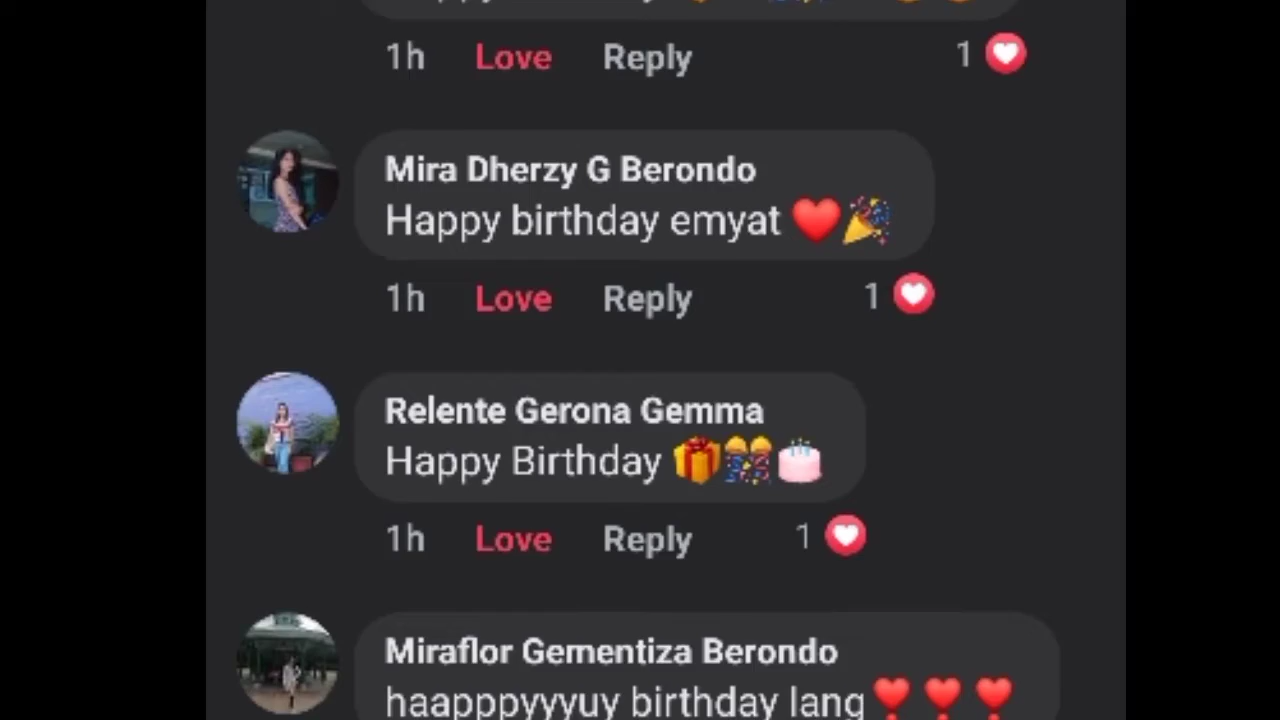 1h Love Reply 1
Mira Dherzy G Berondo
Happy birthday emyat ❤️🎉
1h Love Reply 1
Relente Gerona Gemma
Happy Birthday 🎁🎊🎂
1h Love Reply 1
Miraflor Gementiza Berondo
haapppyyyuy birthday lang❣️❣️❣️